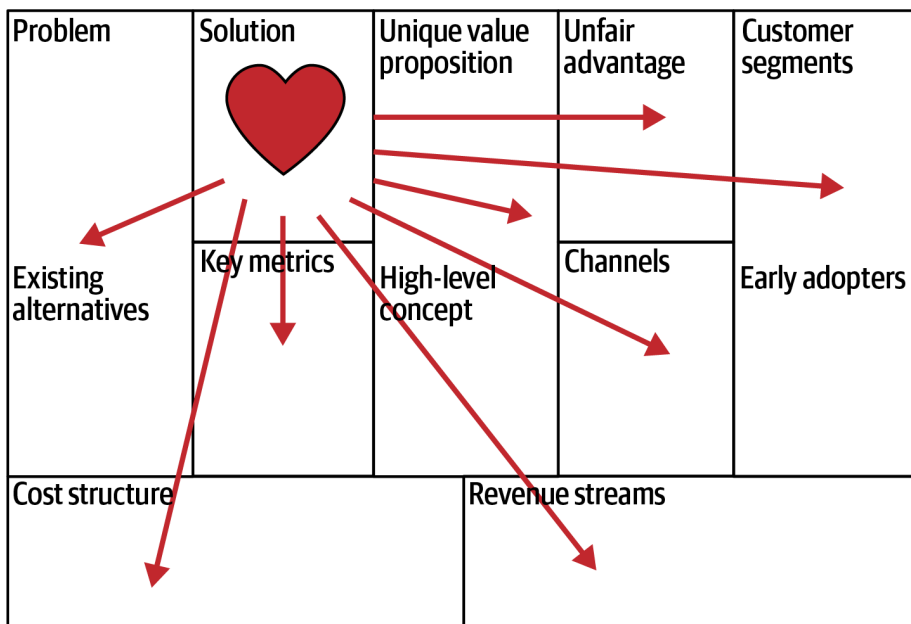 Problem
Solution
Unique value
proposition
Unfair
advantage
Customer
segments
Existing
alternatives
Key metrics
High-level
concept
Channels
Early adopters
Cost structure
Revenue streams